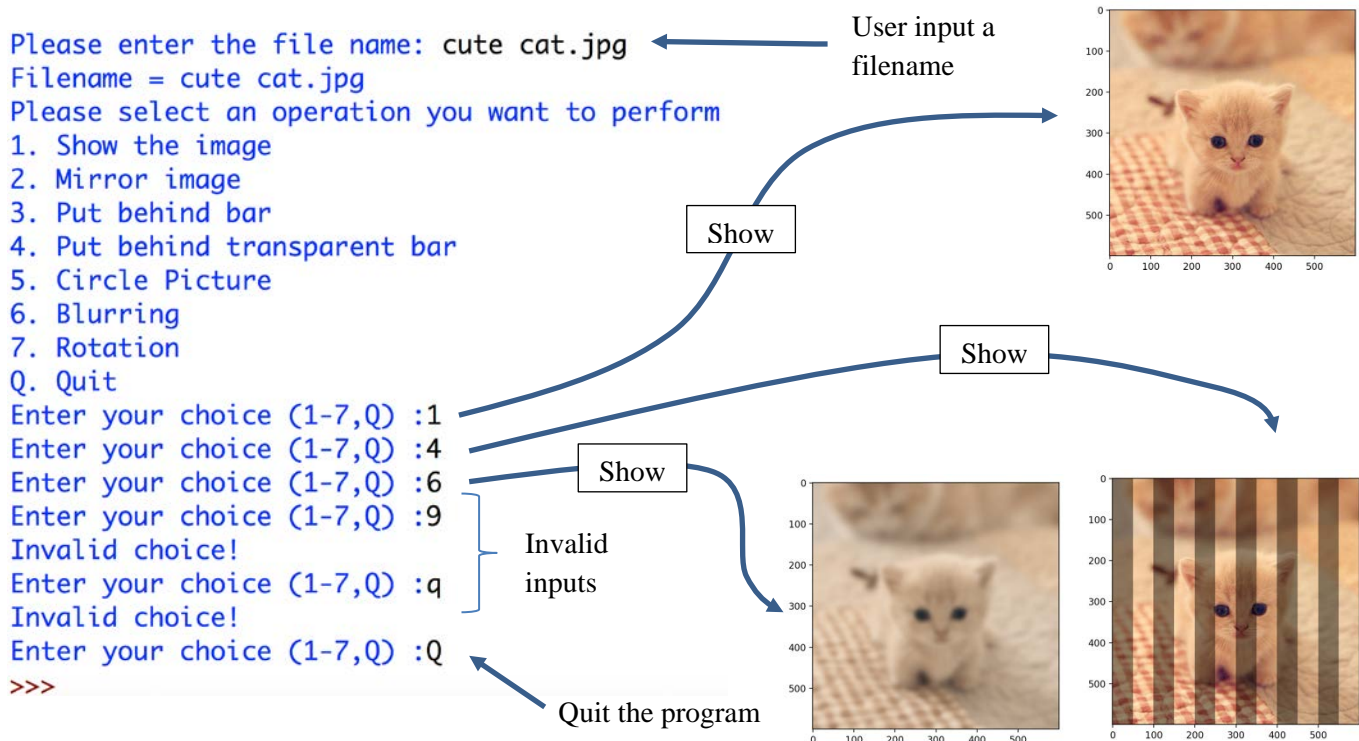 Please enter the file name: cute cat.jpg
Filename = cute cat.jpg
Please select an operation you want to perform
1. Show the image
2. Mirror image
3. Put behind bar
4. Put behind transparent bar
5. Circle Picture
6. Blurring
7. Rotation
Q. Quit
Enter your choice (1-7,Q) :1
Enter your choice (1-7,Q) :4
Enter your choice (1-7,Q) :6
Enter your choice (1-7,Q) :9
Invalid choice!
Enter your choice (1-7,Q) :q
Invalid choice!
Enter your choice (1-7,Q) :Q
>>>
User input a
filename
Show
Show
Show
Invalid
inputs
Quit the program
0
100
200
300
400
500
0 100 200 300 400 500
0
100
200
300
400
500
0 100 200 300 400 500
0
100
200
300
400
500
0 100 200 300 400 500